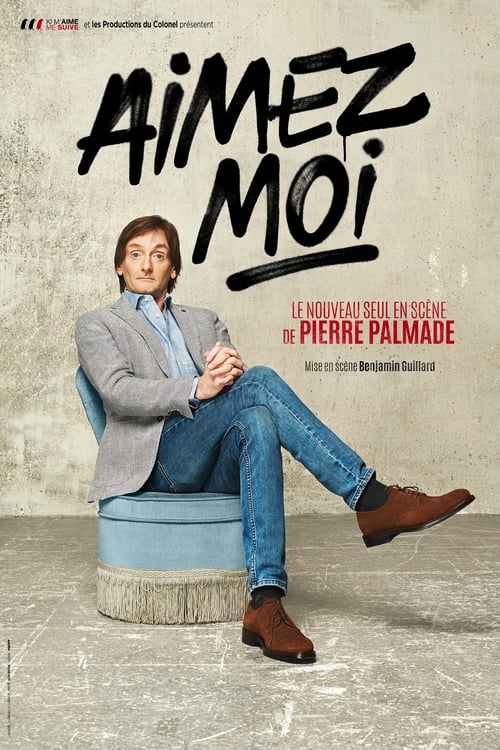 KI M'AIME
ME SUIVE et les Productions du Colonel présentent
AiMEZ
MOi
LE NOUVEAU SEUL EN SCÈNE
DE PIERRE PALMADE
Mise en scène Benjamin Guillard